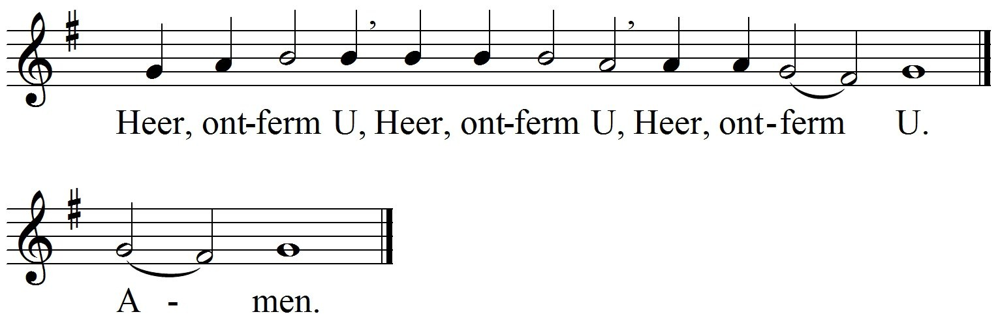 Heer, ont-ferm U, Heer, ont-ferm U, Heer, ont-ferm U.
A - men.